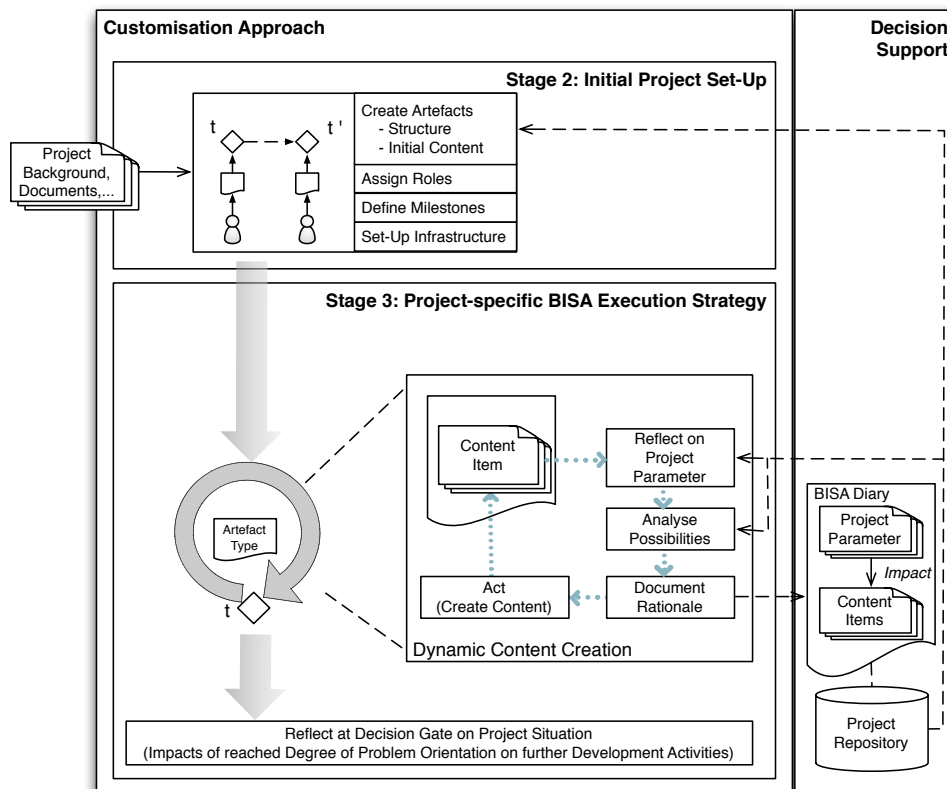 Customisation Approach
Decision
Support
Stage 2: Initial Project Set-Up
t
t '
Create Artefacts
- Structure
- Initial Content
Assign Roles
Define Milestones
Set-Up Infrastructure
Project
Background,
Documents,...
Stage 3: Project-specific BISA Execution Strategy
Content
Item
Reflect on
Project
Parameter
Analyse
Possibilities
Document
Rationale
Act
(Create Content)
Dynamic Content Creation
Artefact
Type
t
BISA Diary
Project
Parameter
Impact
Content
Items
Project
Repository
Reflect at Decision Gate on Project Situation
(Impacts of reached Degree of Problem Orientation on further Development Activities)